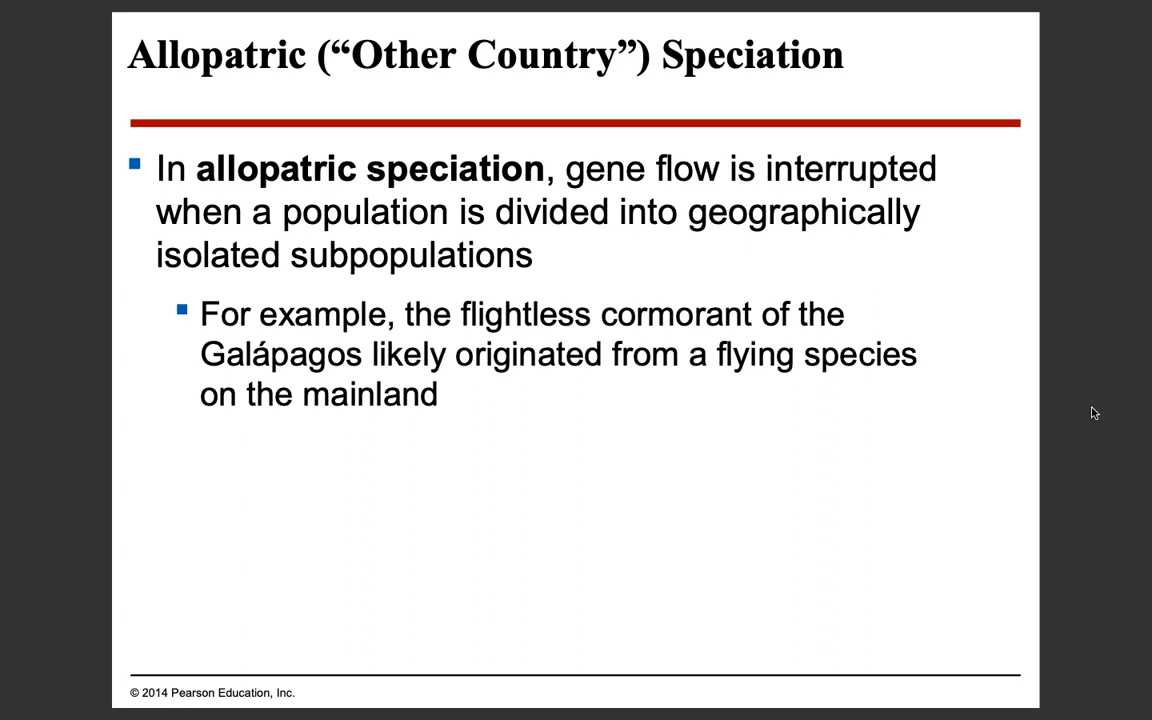 Allopatric (“Other Country”) Speciation
In allopatric speciation, gene flow is interrupted
when a population is divided into geographically
isolated subpopulations
For example, the flightless cormorant of the
Galápagos likely originated from a flying species
on the mainland
© 2014 Pearson Education, Inc.